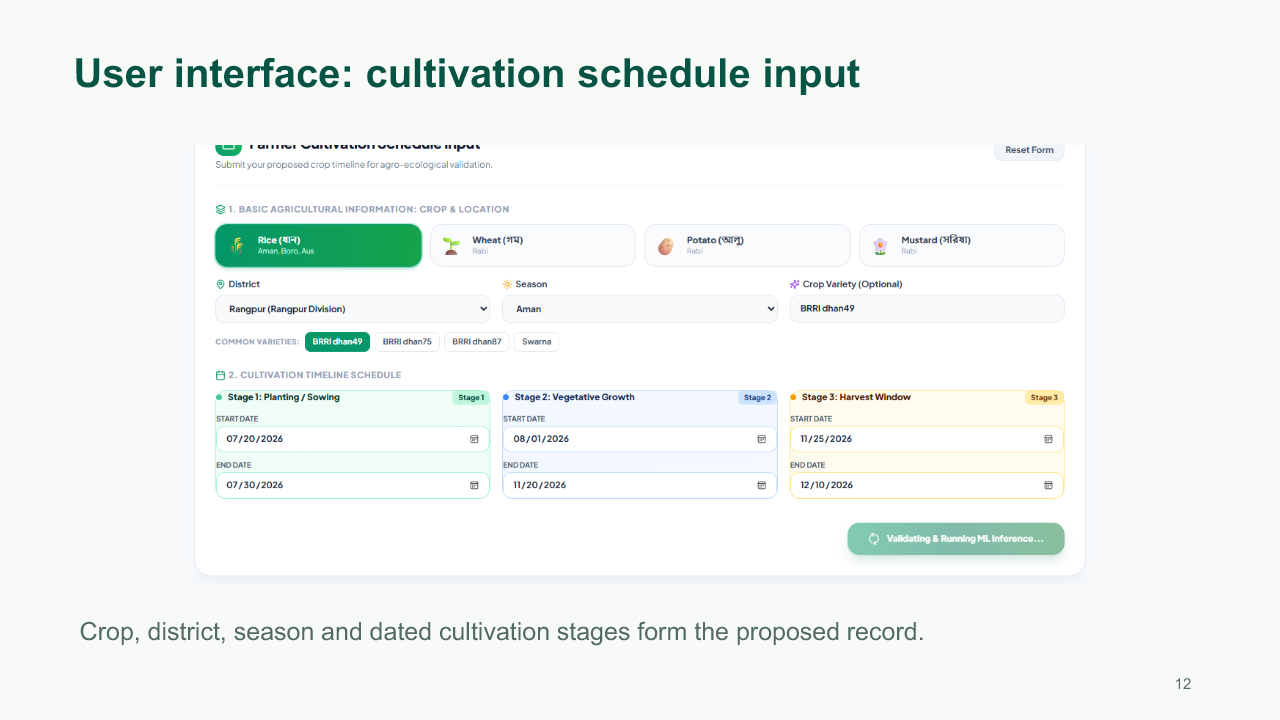 User interface: cultivation schedule input
Farmer Cultivation Schedule Input
Submit your proposed crop timeline for agro-ecological validation.
Reset Form
1. BASIC AGRICULTURAL INFORMATION: CROP & LOCATION
Rice (ধান)
Aman, Boro, Aus
Wheat (গম)
Rabi
Potato (আলু)
Rabi
Mustard (সরিষা)
Rabi
District
Rangpur (Rangpur Division)
Season
Aman
Crop Variety (Optional)
BRRI dhan49
COMMON VARIETIES: BRRI dhan49 BRRI dhan75 BRRI dhan87 Swarna
2. CULTIVATION TIMELINE SCHEDULE
Stage 1: Planting / Sowing Stage 1
START DATE
07/20/2026
END DATE
07/30/2026
Stage 2: Vegetative Growth Stage 2
START DATE
08/01/2026
END DATE
11/20/2026
Stage 3: Harvest Window Stage 3
START DATE
11/25/2026
END DATE
12/10/2026
Validating & Running ML Inference...
Crop, district, season and dated cultivation stages form the proposed record.
12